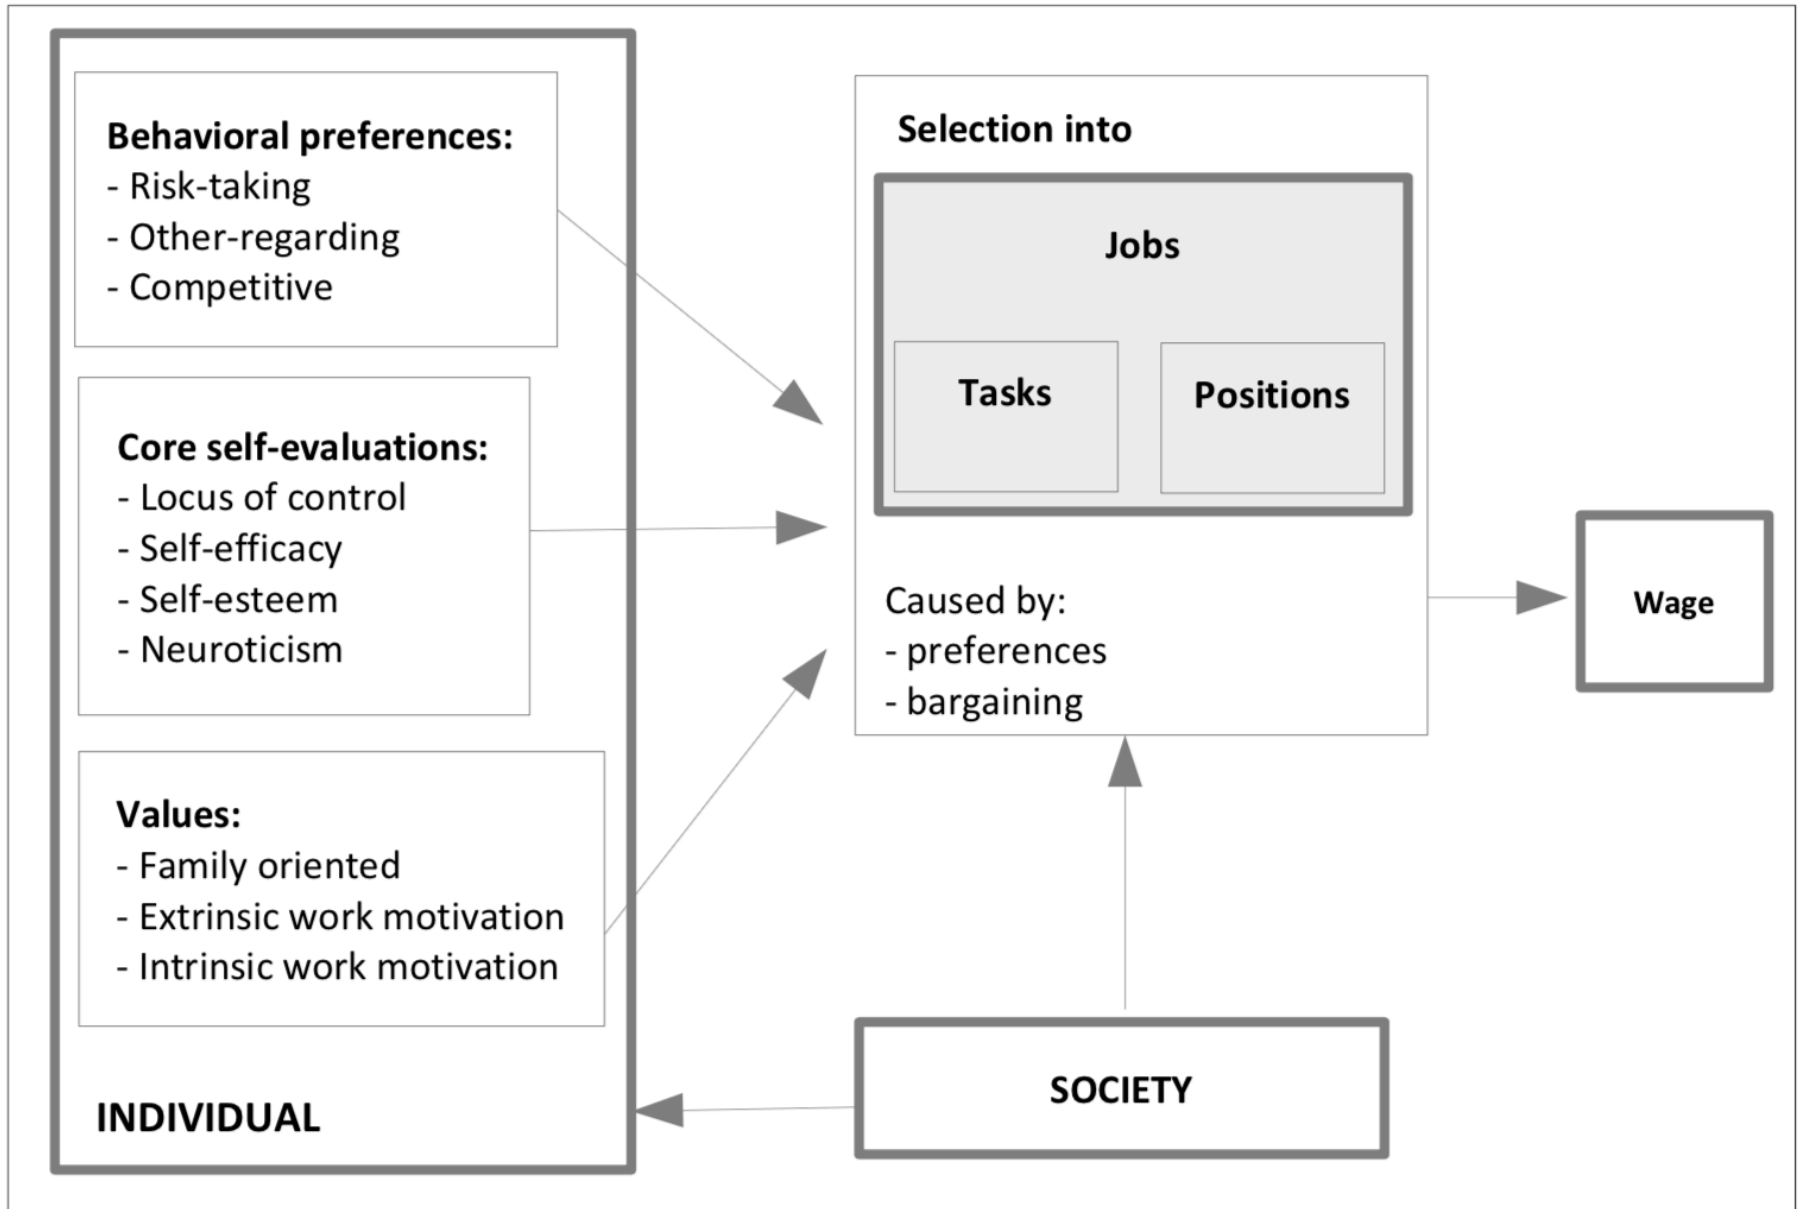 Behavioral preferences:
- Risk-taking
- Other-regarding
- Competitive
Core self-evaluations:
- Locus of control
- Self-efficacy
- Self-esteem
- Neuroticism
Values:
- Family oriented
- Extrinsic work motivation
- Intrinsic work motivation
INDIVIDUAL
Selection into
Jobs
Tasks
Positions
Caused by:
- preferences
- bargaining
Wage
SOCIETY